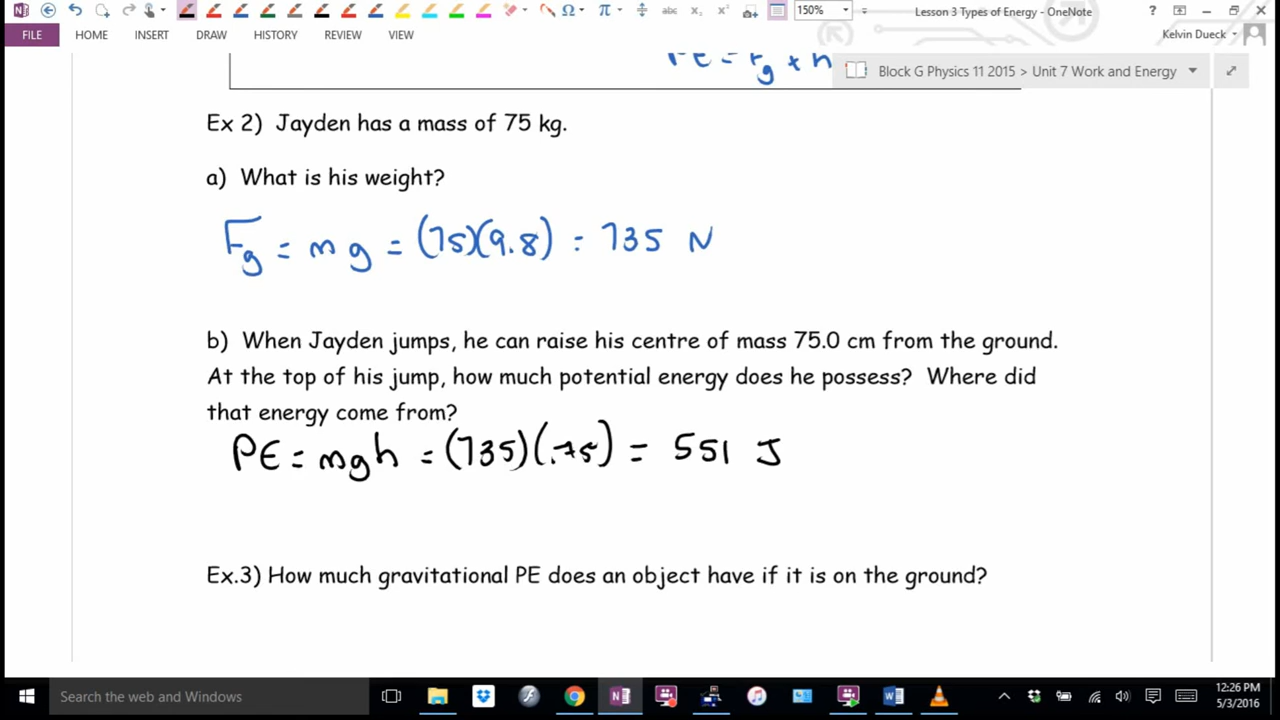 150%
Lesson 3 Types of Energy - OneNote
FILE HOME INSERT DRAW HISTORY REVIEW VIEW
Kelvin Dueck
PE = Fg + h
Block G Physics 11 2015 > Unit 7 Work and Energy
Ex 2) Jayden has a mass of 75 kg.
a) What is his weight?
Fg = mg = (75)(9.8) = 735 N
b) When Jayden jumps, he can raise his centre of mass 75.0 cm from the ground.
At the top of his jump, how much potential energy does he possess? Where did
that energy come from?
PE = mgh = (735)(.75) = 551 J
Ex.3) How much gravitational PE does an object have if it is on the ground?
Search the web and Windows
12:26 PM
5/3/2016